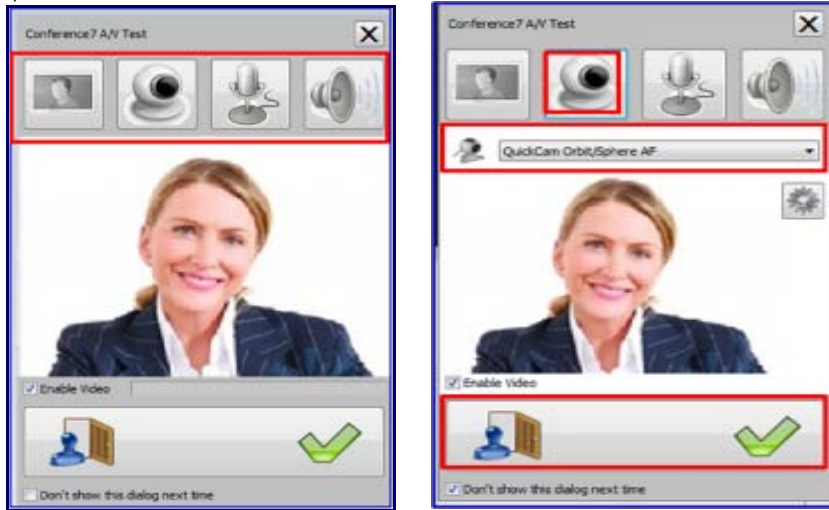 Conference7 A/V Test
Enable Video
Don't show this dialog next time
Conference7 A/V Test
QuickCam Orbit/Sphere AF
Enable Video
Don't show this dialog next time